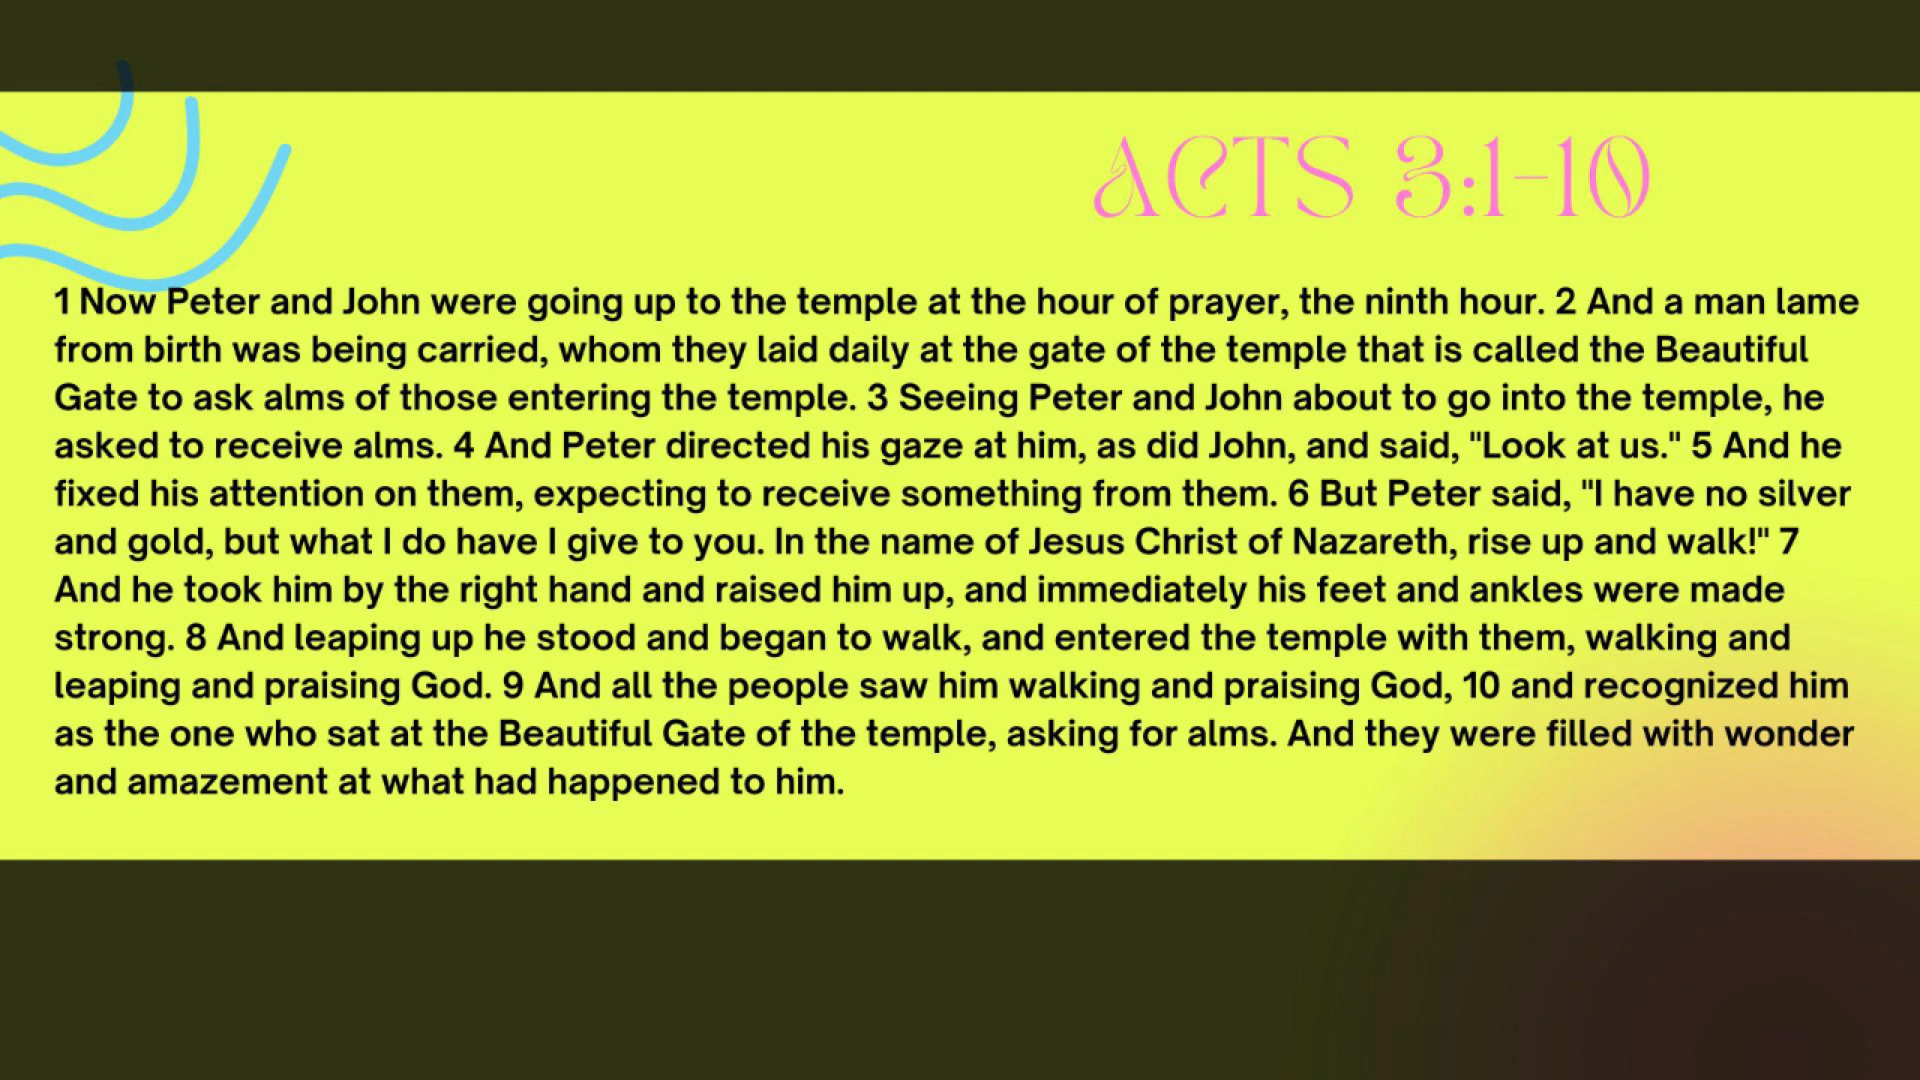 ACTS 3:1-10
1 Now Peter and John were going up to the temple at the hour of prayer, the ninth hour. 2 And a man lame
from birth was being carried, whom they laid daily at the gate of the temple that is called the Beautiful
Gate to ask alms of those entering the temple. 3 Seeing Peter and John about to go into the temple, he
asked to receive alms. 4 And Peter directed his gaze at him, as did John, and said, "Look at us." 5 And he
fixed his attention on them, expecting to receive something from them. 6 But Peter said, "I have no silver
and gold, but what I do have I give to you. In the name of Jesus Christ of Nazareth, rise up and walk!" 7
And he took him by the right hand and raised him up, and immediately his feet and ankles were made
strong. 8 And leaping up he stood and began to walk, and entered the temple with them, walking and
leaping and praising God. 9 And all the people saw him walking and praising God, 10 and recognized him
as the one who sat at the Beautiful Gate of the temple, asking for alms. And they were filled with wonder
and amazement at what had happened to him.